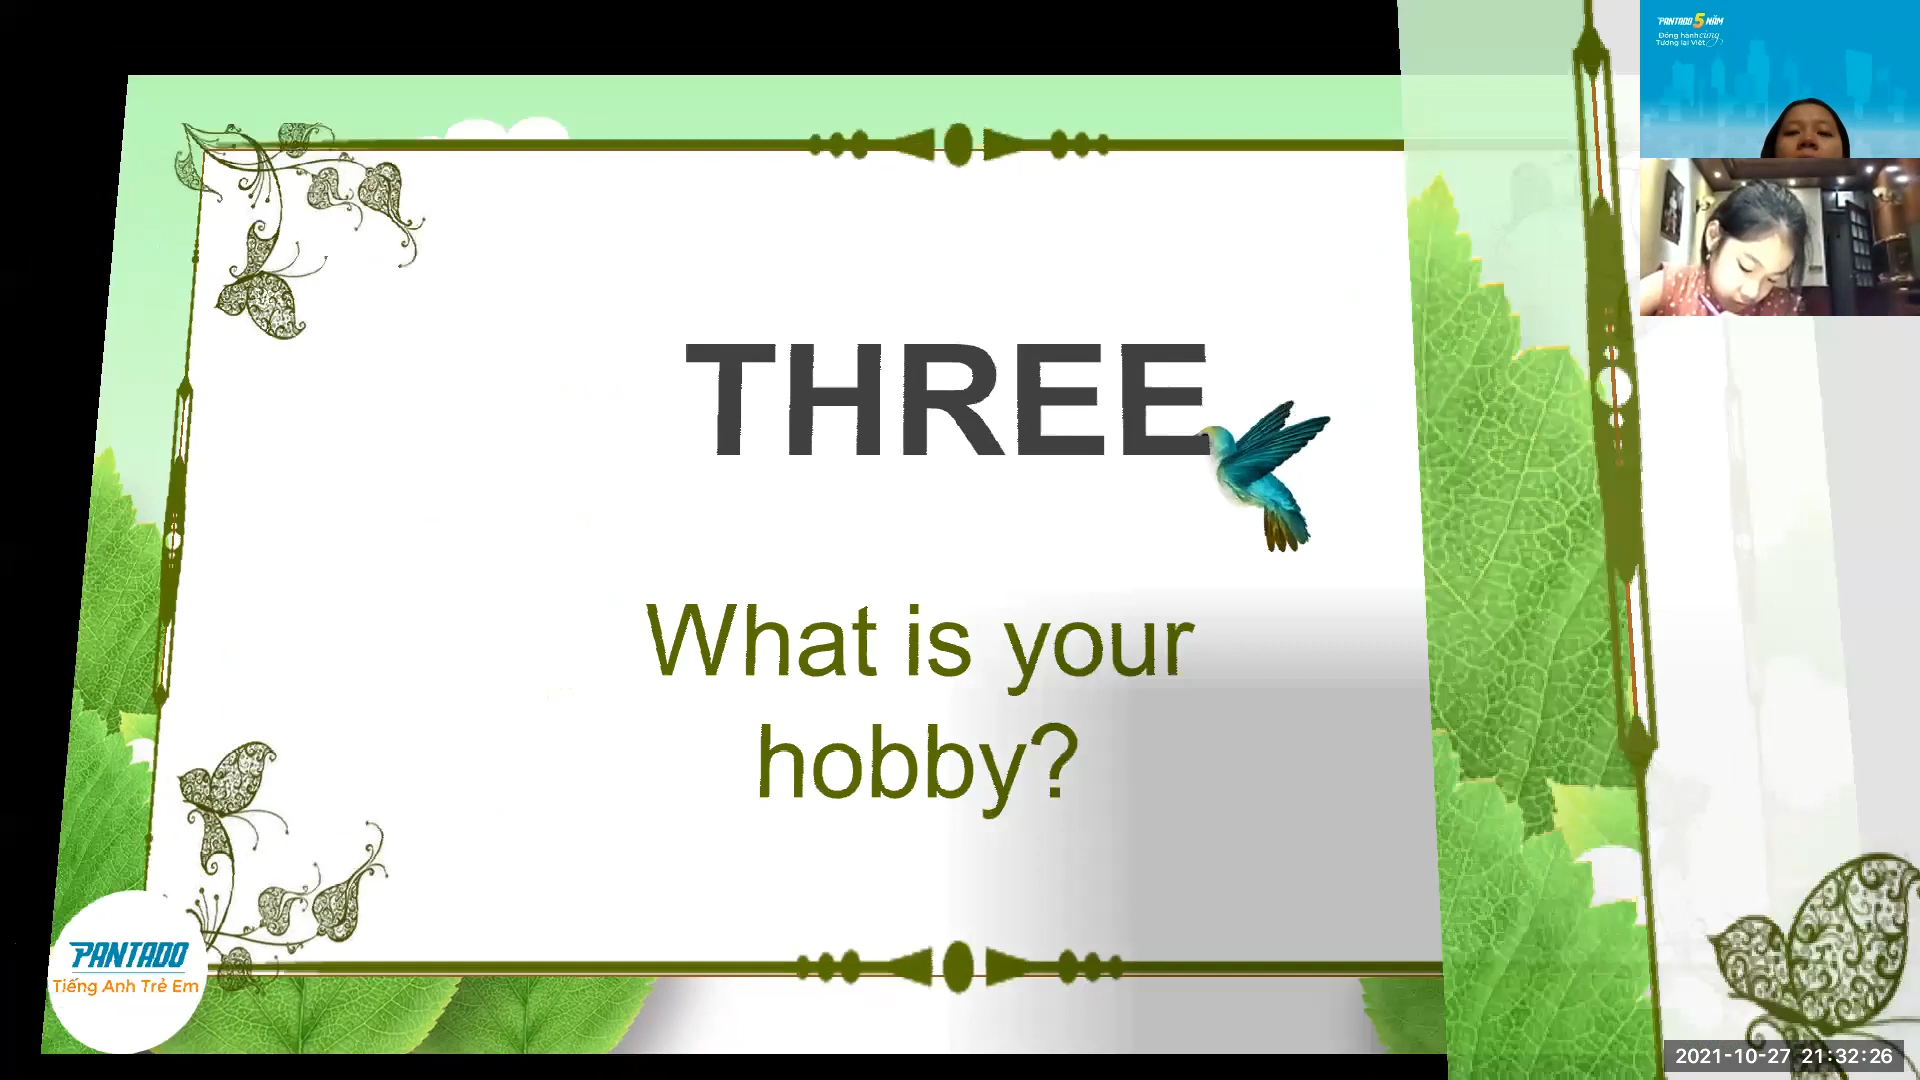 PANTADO 5 NĂM
Đồng hành cùng
Tương lai Việt
THREE
What is your
hobby?
PANTADO
Tiếng Anh Trẻ Em
2021-10-27 21:32:26